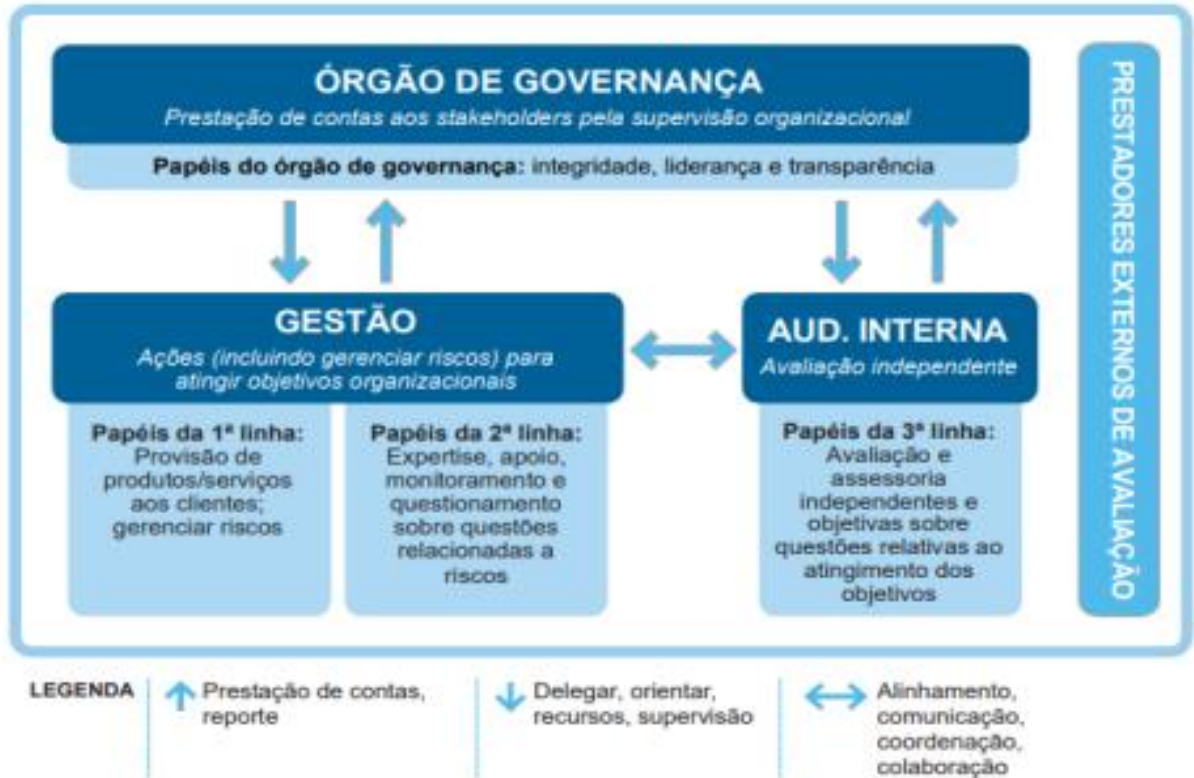 ÓRGÃO DE GOVERNANÇA
Prestação de contas aos stakeholders pela supervisão organizacional
Papéis do órgão de governança: integridade, liderança e transparência
GESTÃO
Ações (incluindo gerenciar riscos) para
atingir objetivos organizacionais
Papéis da 1ª linha:
Provisão de
produtos/serviços
aos clientes;
gerenciar riscos
Papéis da 2ª linha:
Expertise, apoio,
monitoramento e
questionamento
sobre questões
relacionadas a
riscos
AUD. INTERNA
Avaliação independente
Papéis da 3ª linha:
Avaliação e
assessoria
independentes e
objetivas sobre
questões relativas ao
atingimento dos
objetivos
PRESTADORES EXTERNOS DE AVALIAÇÃO
LEGENDA
Prestação de contas,
reporte
Delegar, orientar,
recursos, supervisão
Alinhamento,
comunicação,
coordenação,
colaboração